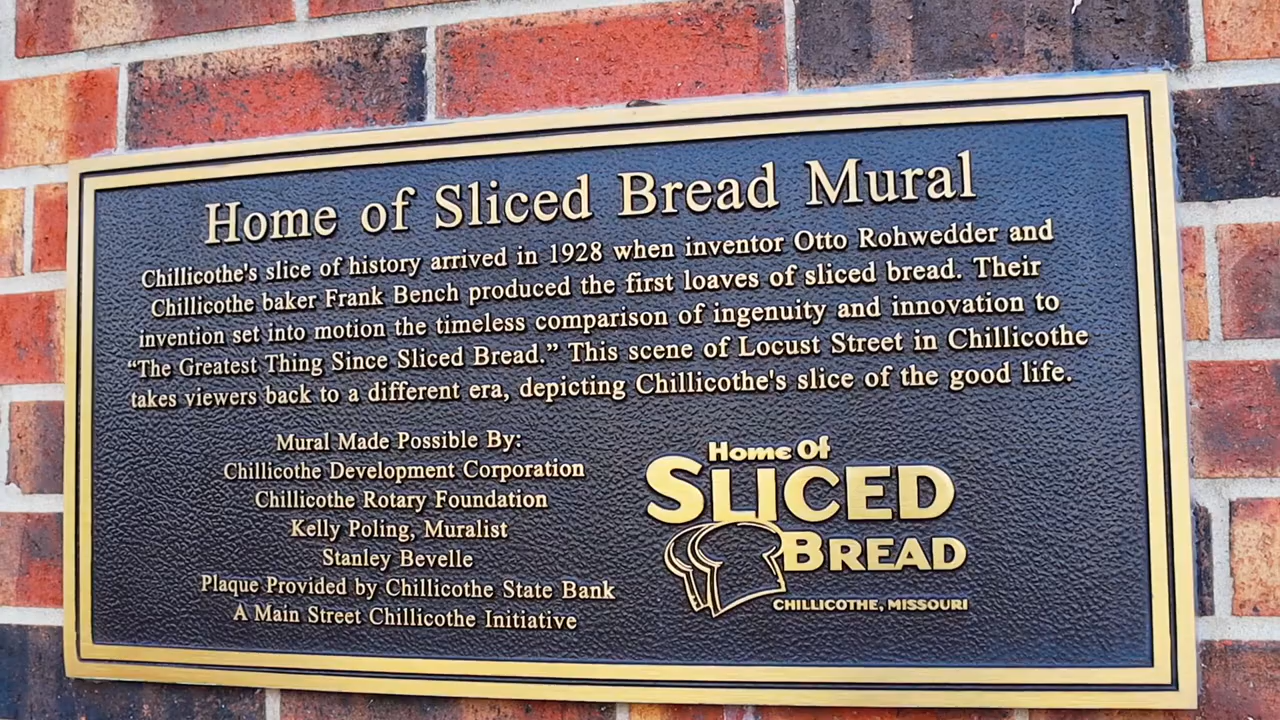 Home of Sliced Bread Mural
Chillicothe's slice of history arrived in 1928 when inventor Otto Rohwedder and
Chillicothe baker Frank Bench produced the first loaves of sliced bread. Their
invention set into motion the timeless comparison of ingenuity and innovation to
“The Greatest Thing Since Sliced Bread.” This scene of Locust Street in Chillicothe
takes viewers back to a different era, depicting Chillicothe's slice of the good life.
Mural Made Possible By:
Chillicothe Development Corporation
Chillicothe Rotary Foundation
Kelly Poling, Muralist
Stanley Bevelle
Plaque Provided by Chillicothe State Bank
A Main Street Chillicothe Initiative
Home Of
SLICED
BREAD
CHILLICOTHE, MISSOURI